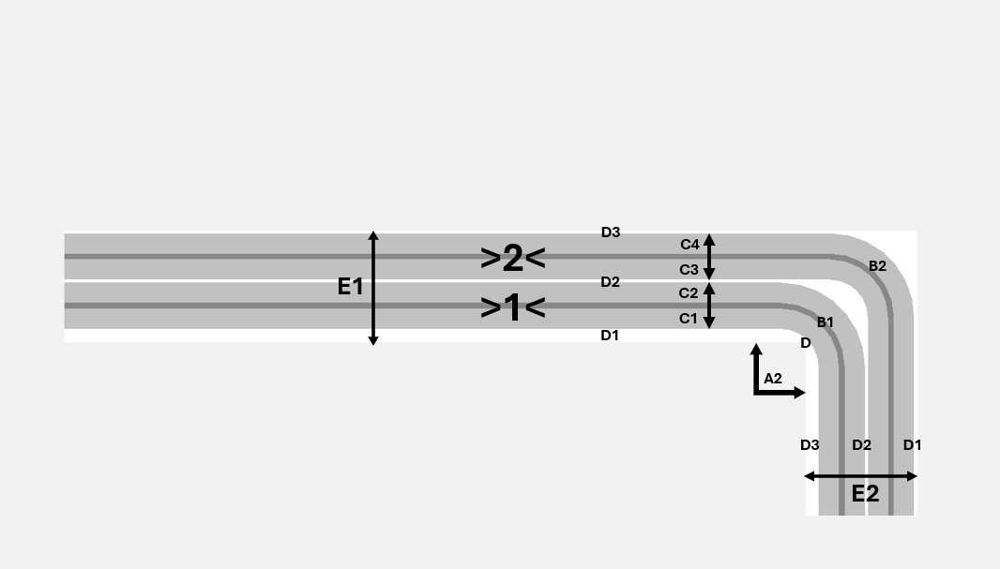 D3
C4
>2<
B2
C3
E1
D2
C2
>1<
C1
B1
D1
D
A2
D3
D2
D1
E2